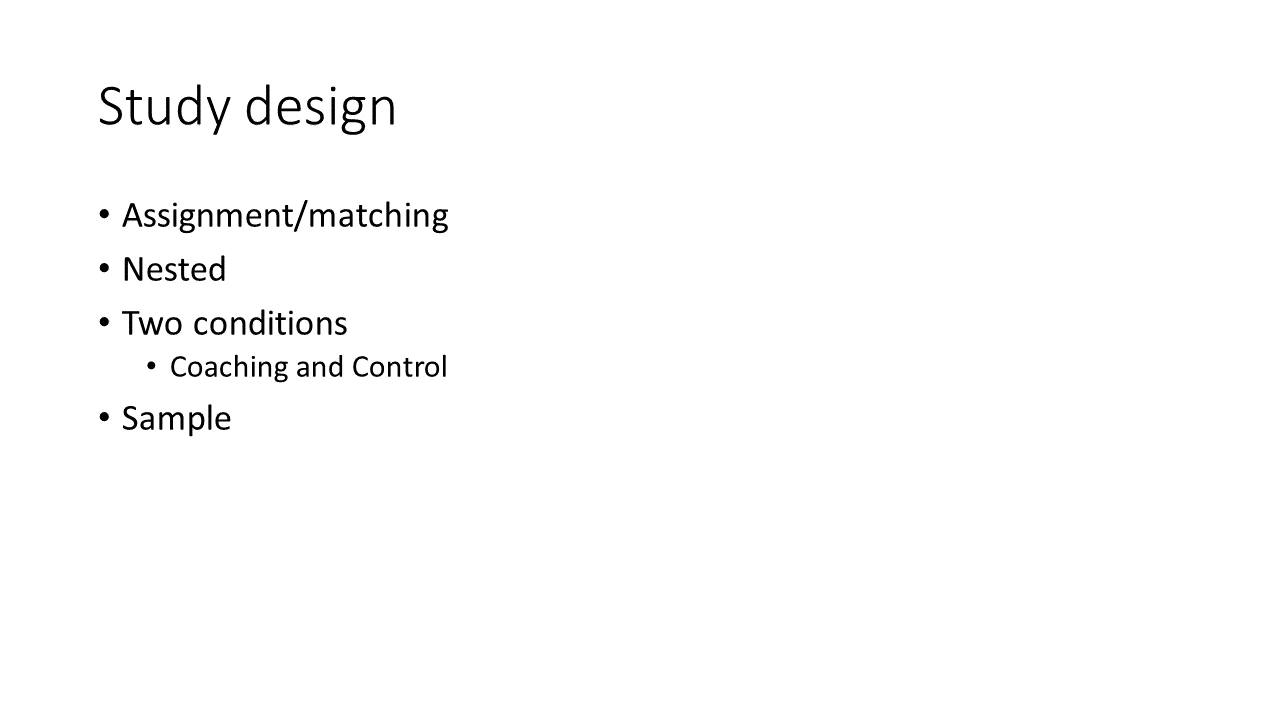 Study design
• Assignment/matching
• Nested
• Two conditions
• Coaching and Control
• Sample